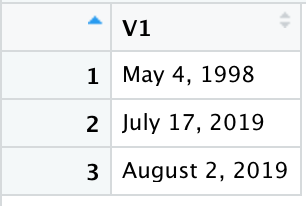 V1
1 May 4, 1998
2 July 17, 2019
3 August 2, 2019